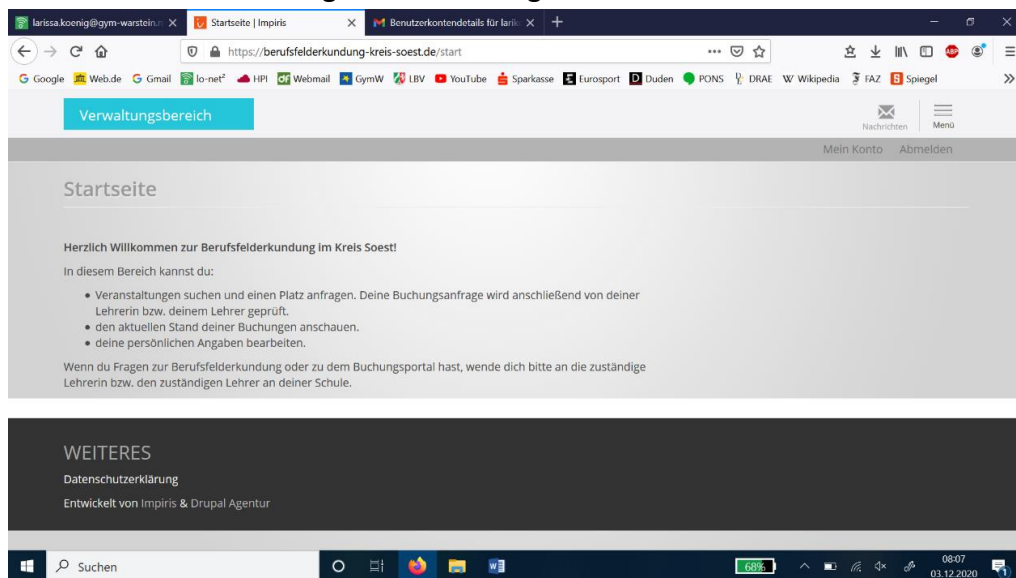 larissa.koenig@gym-warstein.n
Startseite | Impiris
Benutzerkontendetails für larik
https://berufsfelderkundung-kreis-soest.de/start
Google Web.de Gmail lo-net² HPI Webmail GymW LBV YouTube Sparkasse Eurosport Duden PONS DRAE Wikipedia FAZ Spiegel
Verwaltungsbereich
Nachrichten Menü
Mein Konto Abmelden
Startseite
Herzlich Willkommen zur Berufsfelderkundung im Kreis Soest!
In diesem Bereich kannst du:
• Veranstaltungen suchen und einen Platz anfragen. Deine Buchungsanfrage wird anschließend von deiner
Lehrerin bzw. deinem Lehrer geprüft.
• den aktuellen Stand deiner Buchungen anschauen.
• deine persönlichen Angaben bearbeiten.
Wenn du Fragen zur Berufsfelderkundung oder zu dem Buchungsportal hast, wende dich bitte an die zuständige
Lehrerin bzw. den zuständigen Lehrer an deiner Schule.
WEITERES
Datenschutzerklärung
Entwickelt von Impiris & Drupal Agentur
Suchen
68%
08:07
03.12.2020